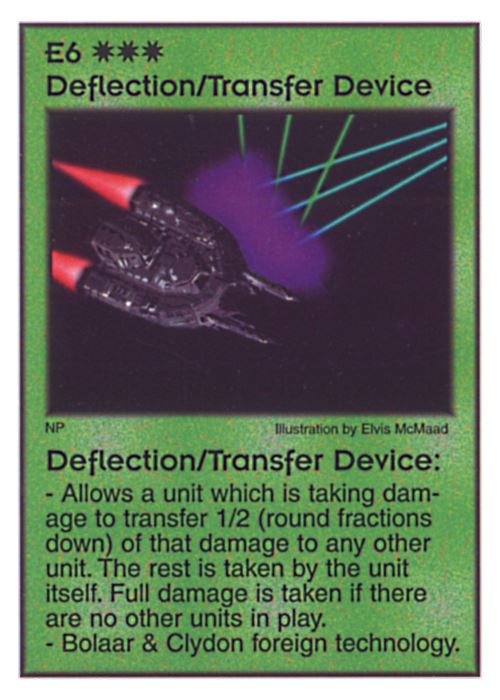 E6 ✷✷✷
Deflection/Transfer Device
NP
Illustration by Elvis McMaad
Deflection/Transfer Device:
- Allows a unit which is taking dam-
age to transfer 1/2 (round fractions
down) of that damage to any other
unit. The rest is taken by the unit
itself. Full damage is taken if there
are no other units in play.
- Bolaar & Clydon foreign technology.